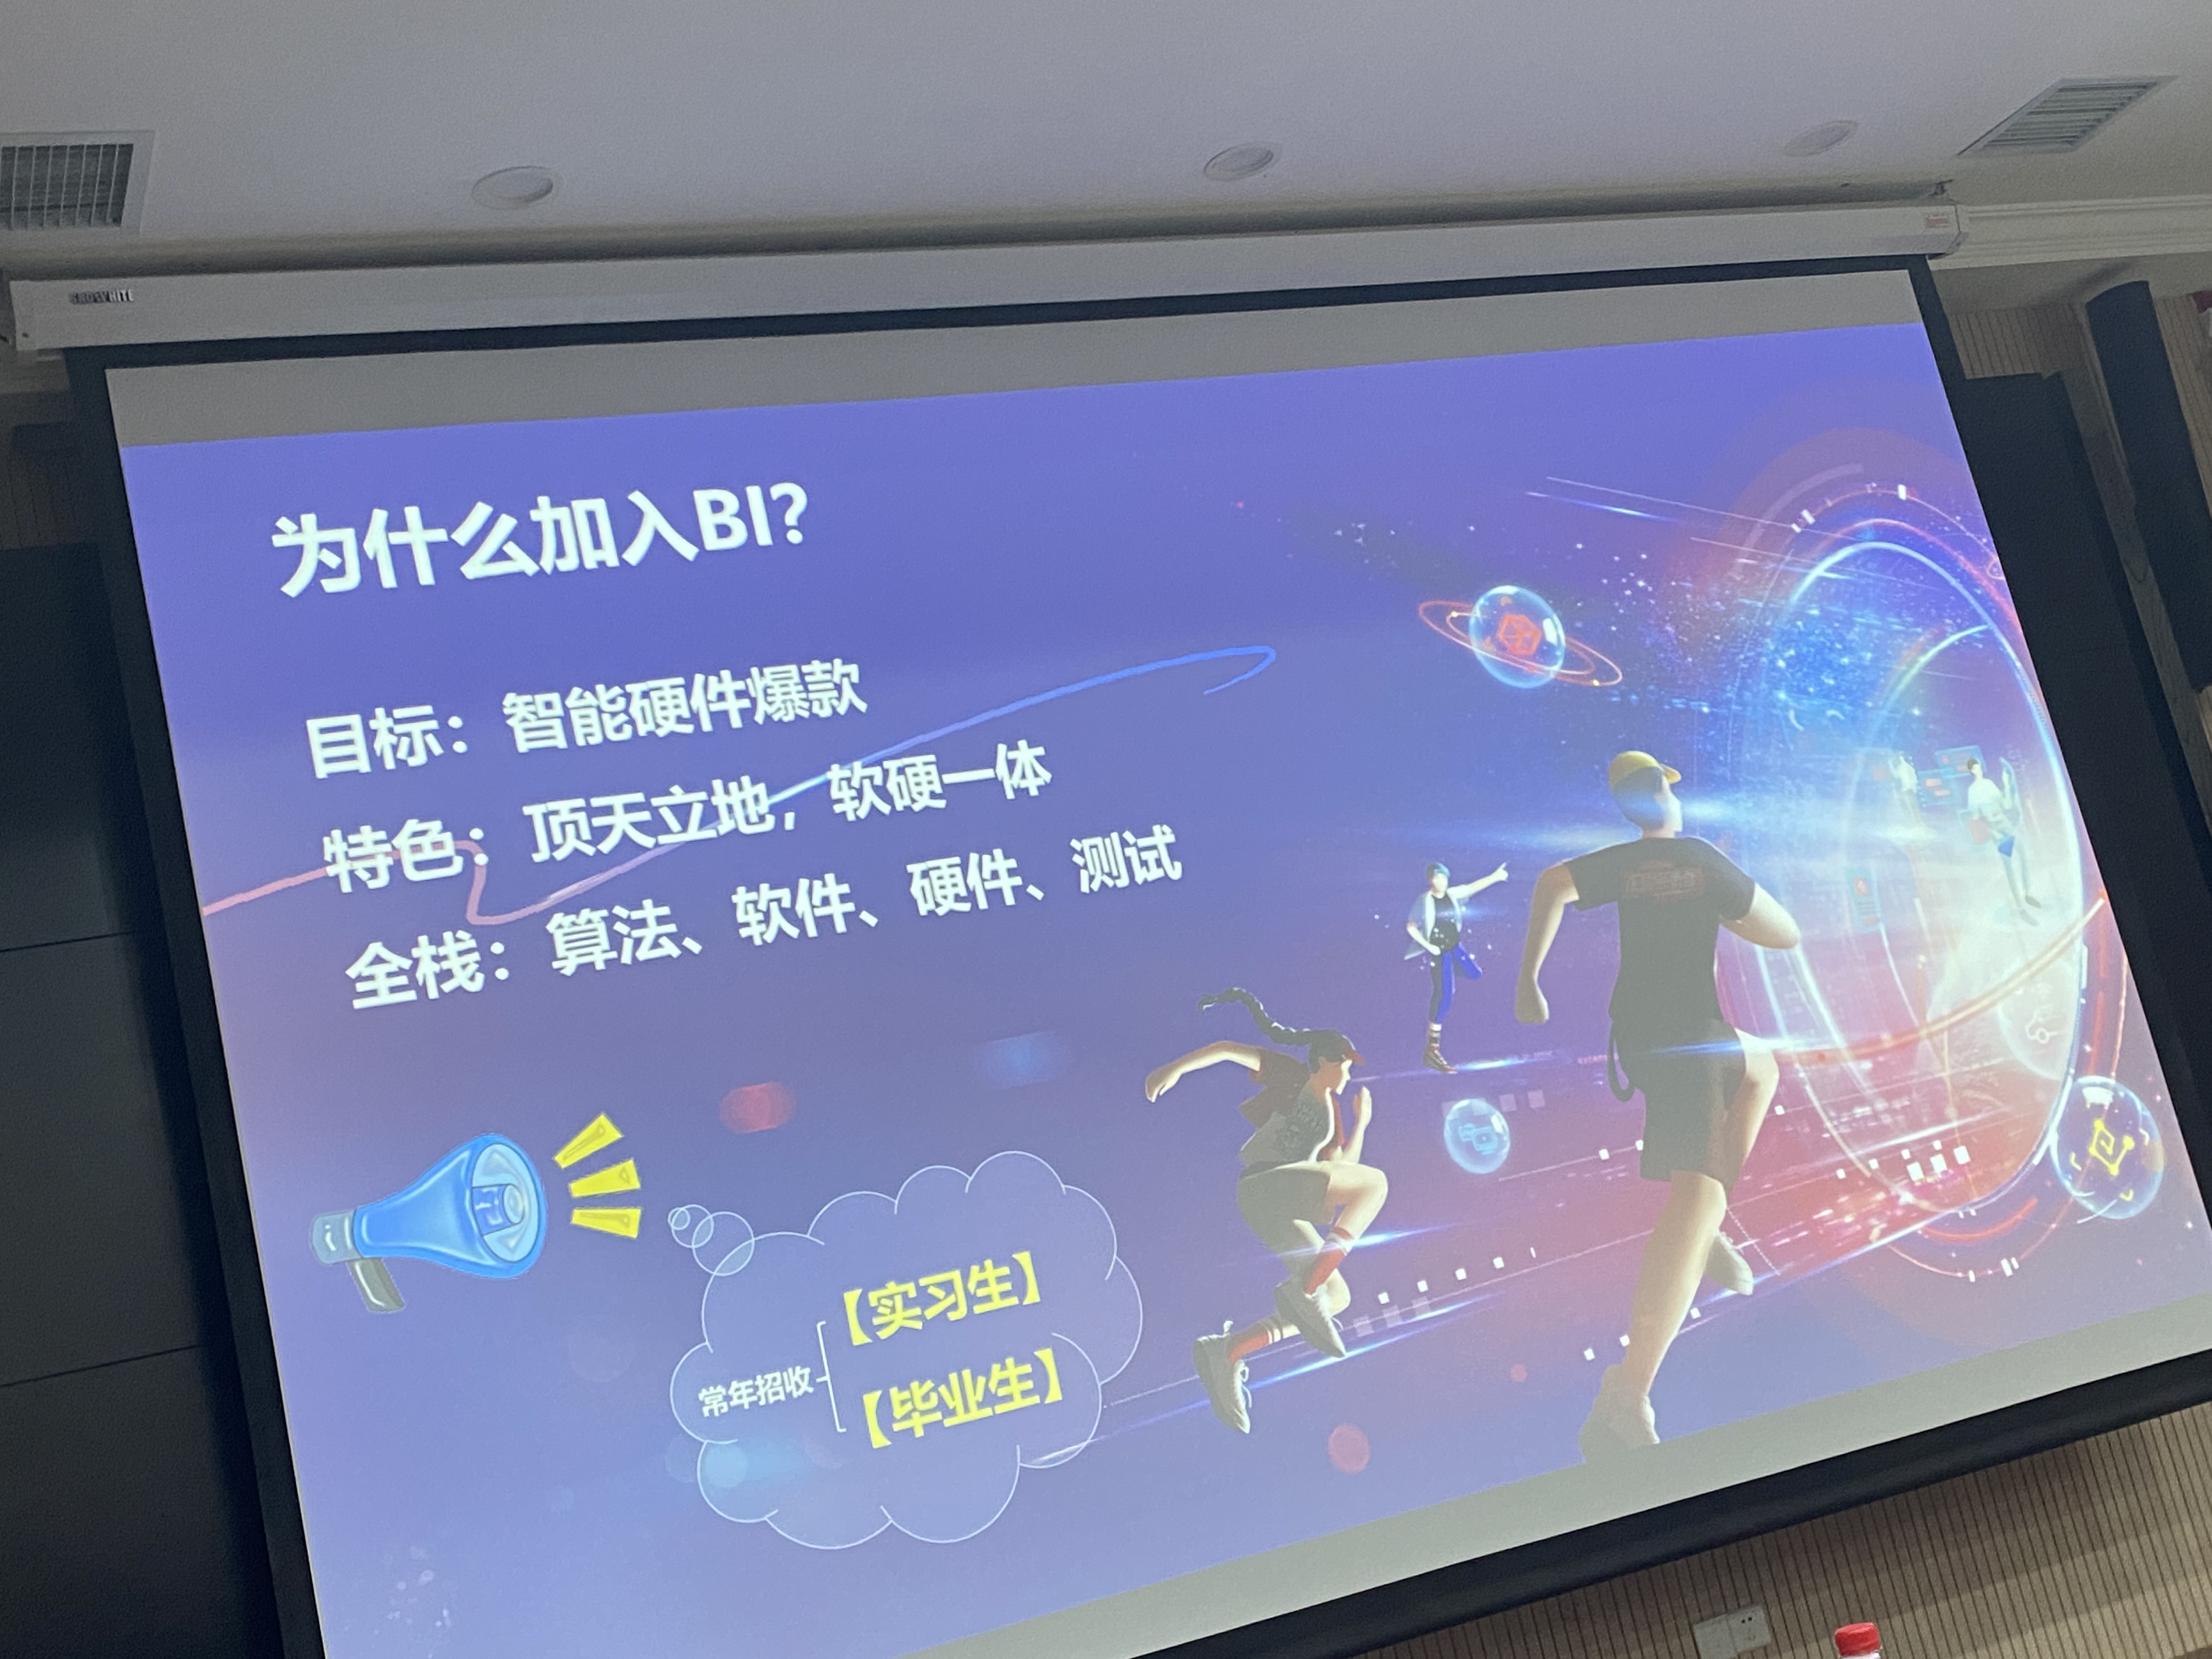 为什么加入BI?
目标：智能硬件爆款
特色：顶天立地，软硬一体
全栈：算法、软件、硬件、测试
常年招收
【实习生】
【毕业生】